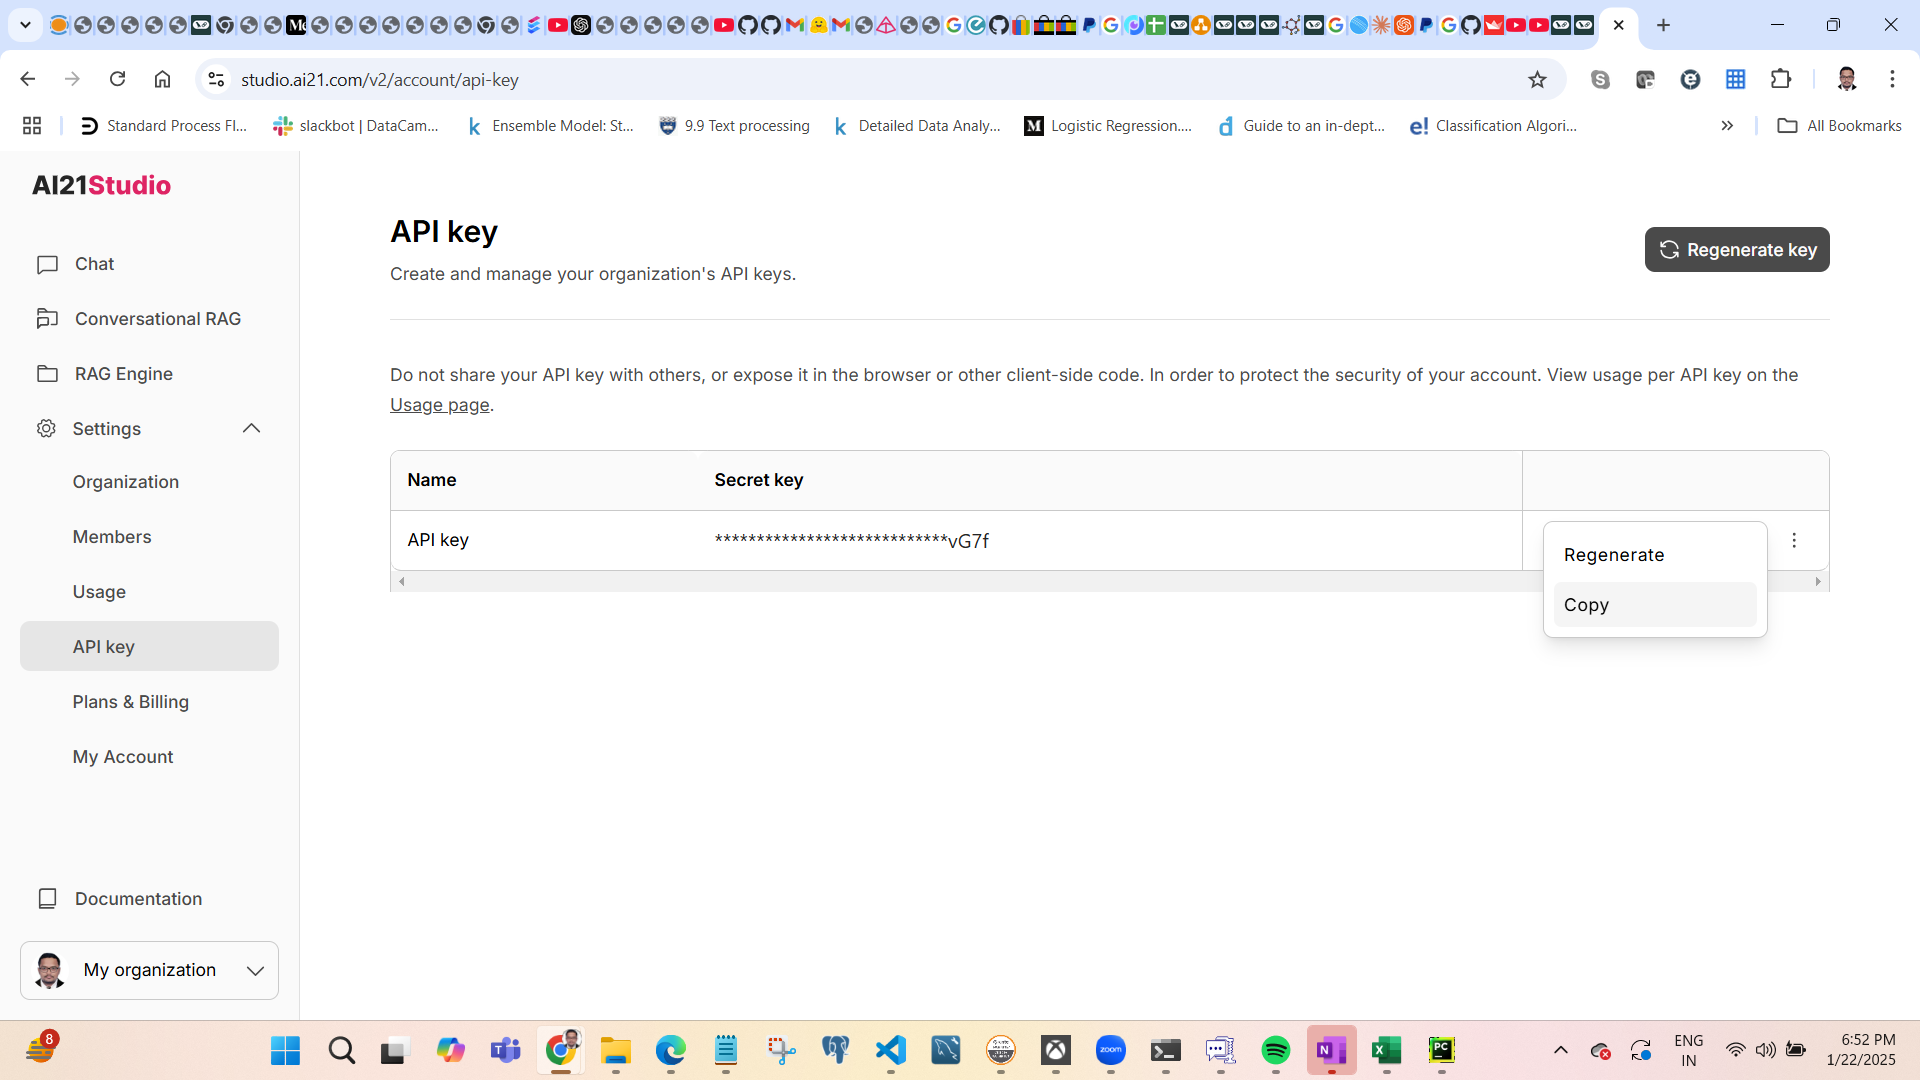 studio.ai21.com/v2/account/api-key
Standard Process Fl...
slackbot | DataCam...
Ensemble Model: St...
9.9 Text processing
Detailed Data Analy...
Logistic Regression....
Guide to an in-dept...
Classification Algori...
All Bookmarks
AI21Studio
Chat
Conversational RAG
RAG Engine
Settings
Organization
Members
Usage
API key
Plans & Billing
My Account
Documentation
My organization
API key
Create and manage your organization's API keys.
Regenerate key
Do not share your API key with others, or expose it in the browser or other client-side code. In order to protect the security of your account. View usage per API key on the
Usage page.
Name
Secret key
API key
****************************vG7f
Regenerate
Copy
8
zoom
ENG
IN
6:52 PM
1/22/2025